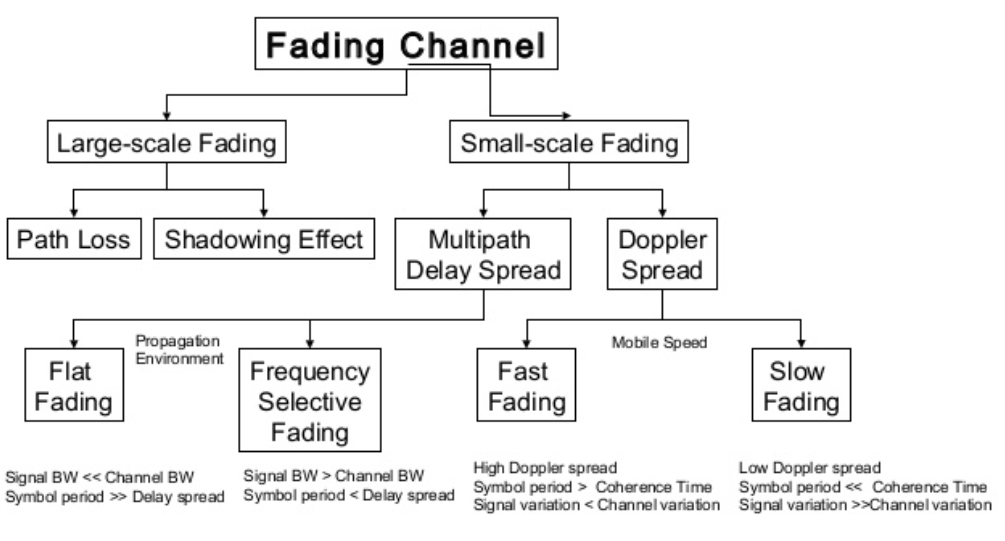 Fading Channel
Large-scale Fading
Small-scale Fading
Path Loss
Shadowing Effect
Multipath
Delay Spread
Doppler
Spread
Propagation
Environment
Mobile Speed
Flat
Fading
Frequency
Selective
Fading
Fast
Fading
Slow
Fading
Signal BW << Channel BW
Symbol period >> Delay spread
Signal BW > Channel BW
Symbol period < Delay spread
High Doppler spread
Symbol period > Coherence Time
Signal variation < Channel variation
Low Doppler spread
Symbol period << Coherence Time
Signal variation >>Channel variation